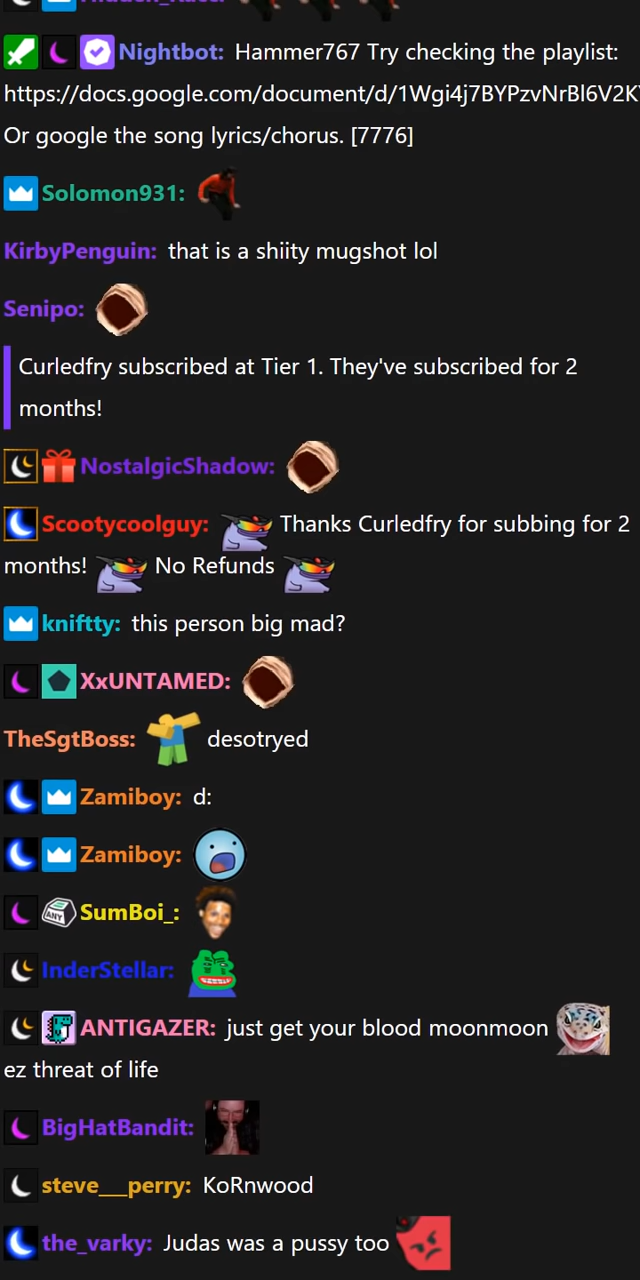 Nightbot: Hammer767 Try checking the playlist:
https://docs.google.com/document/d/1Wgi4j7BYPzvNrBl6V2K
Or google the song lyrics/chorus. [7776]
Solomon931:
KirbyPenguin: that is a shiity mugshot lol
Senipo:
Curledfry subscribed at Tier 1. They've subscribed for 2
months!
NostalgicShadow:
Scootycoolguy: Thanks Curledfry for subbing for 2
months! No Refunds
kniftty: this person big mad?
XxUNTAMED:
TheSgtBoss: desotryed
Zamiboy: d:
Zamiboy:
ANY SumBoi_:
InderStellar:
ANTIGAZER: just get your blood moonmoon
ez threat of life
BigHatBandit:
steve___perry: KoRnwood
the_varky: Judas was a pussy too